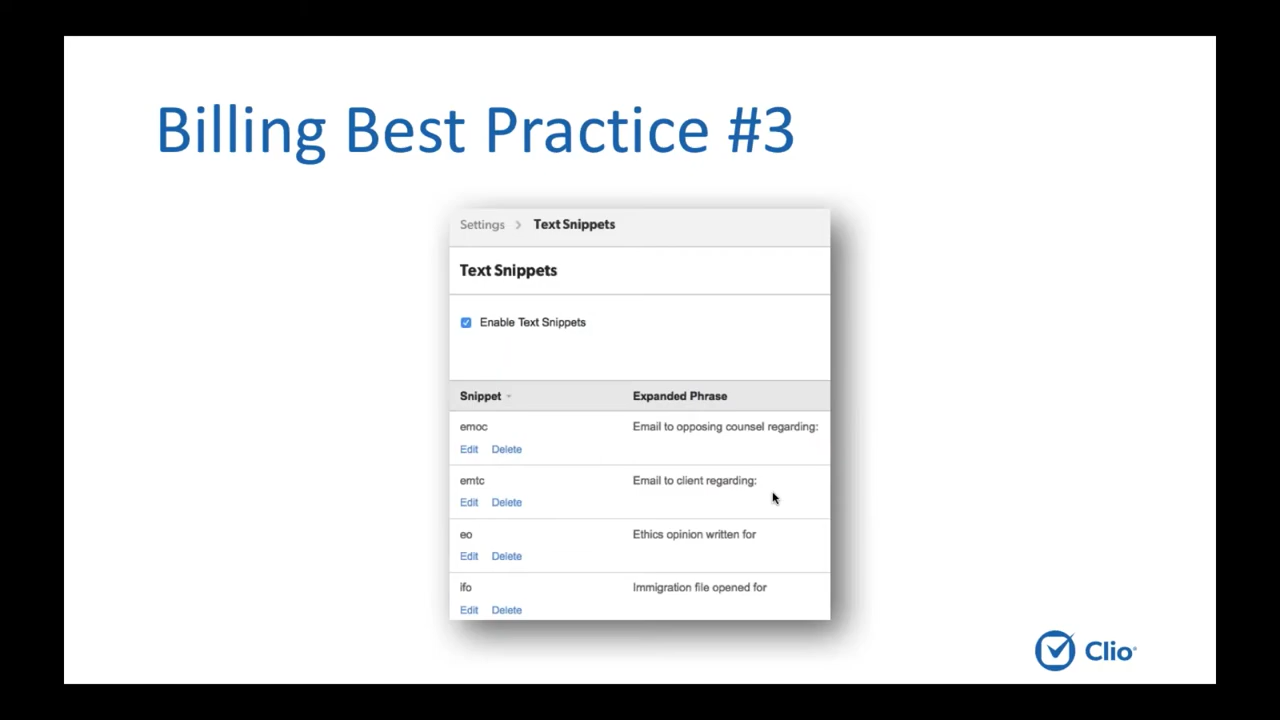 Billing Best Practice #3
Settings > Text Snippets
Text Snippets
Enable Text Snippets
Snippet Expanded Phrase
emoc Email to opposing counsel regarding:
Edit Delete
emtc Email to client regarding:
Edit Delete
eo Ethics opinion written for
Edit Delete
ifo Immigration file opened for
Edit Delete
Clio®